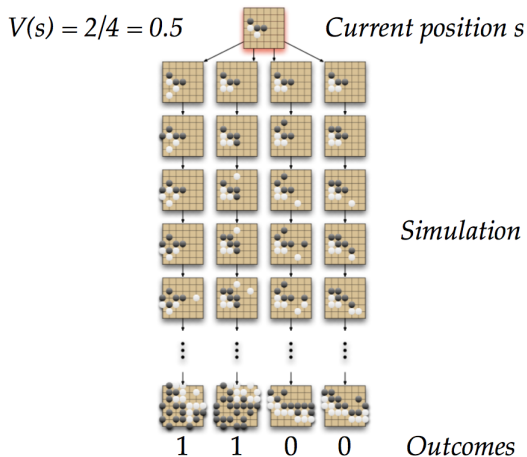 V(s) = 2/4 = 0.5
Current position s
Simulation
1 1 0 0
Outcomes